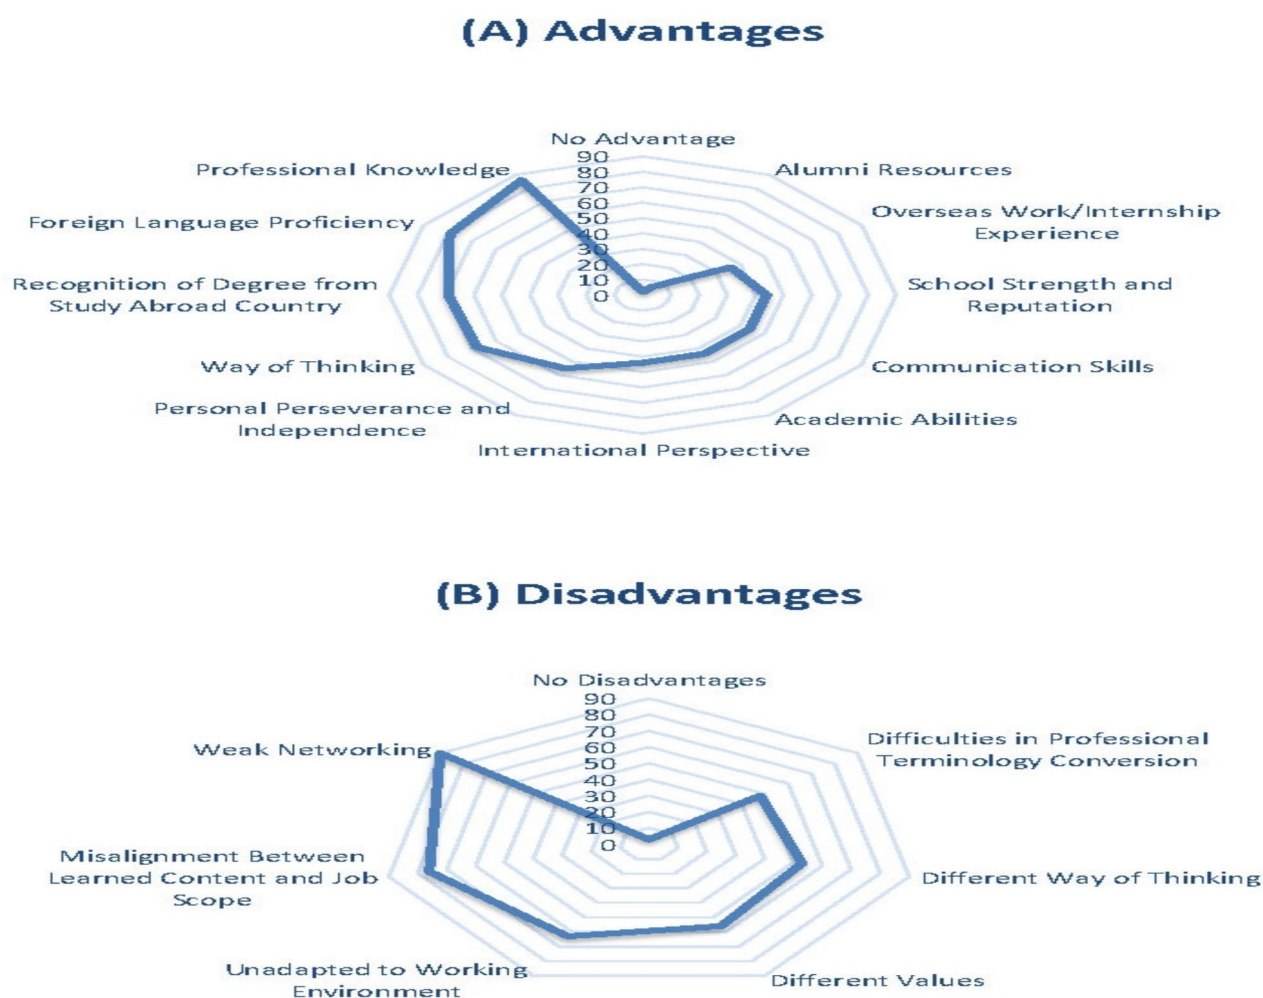 (A) Advantages
No Advantage
90
80
70
60
50
40
30
20
10
0
Professional Knowledge
Alumni Resources
Foreign Language Proficiency
Overseas Work/Internship
Experience
Recognition of Degree from
Study Abroad Country
School Strength and
Reputation
Way of Thinking
Communication Skills
Personal Perseverance and
Independence
Academic Abilities
International Perspective
(B) Disadvantages
No Disadvantages
90
80
70
60
50
40
30
20
10
0
Weak Networking
Difficulties in Professional
Terminology Conversion
Misalignment Between
Learned Content and Job
Scope
Different Way of Thinking
Unadapted to Working
Environment
Different Values